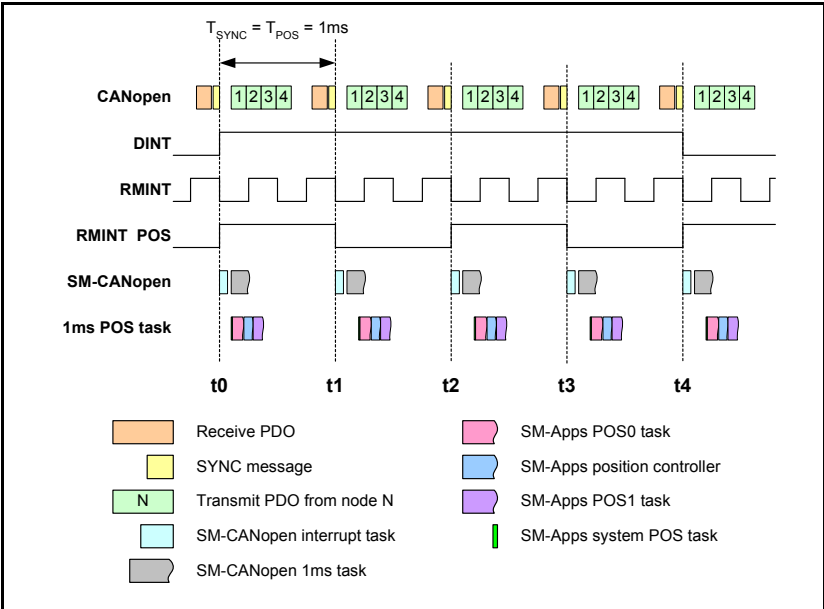 TSYNC = TPOS = 1ms
CANopen 1 2 3 4 1 2 3 4 1 2 3 4 1 2 3 4 1 2 3 4
DINT
RMINT
RMINT POS
SM-CANopen
1ms POS task
t0 t1 t2 t3 t4
Receive PDO
SYNC message
N Transmit PDO from node N
SM-CANopen interrupt task
SM-CANopen 1ms task
SM-Apps POS0 task
SM-Apps position controller
SM-Apps POS1 task
SM-Apps system POS task